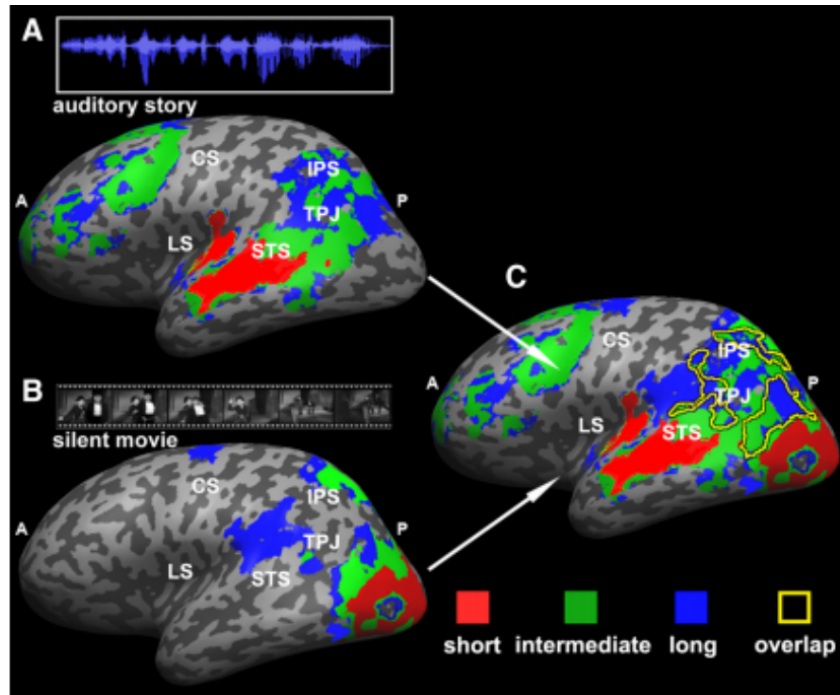 A
auditory story
CS
IPS
A
TPJ
P
LS
STS
C
B
silent movie
CS
IPS
A
TPJ
P
LS
STS
CS
IPS
A
TPJ
P
LS
STS
short
intermediate
long
overlap